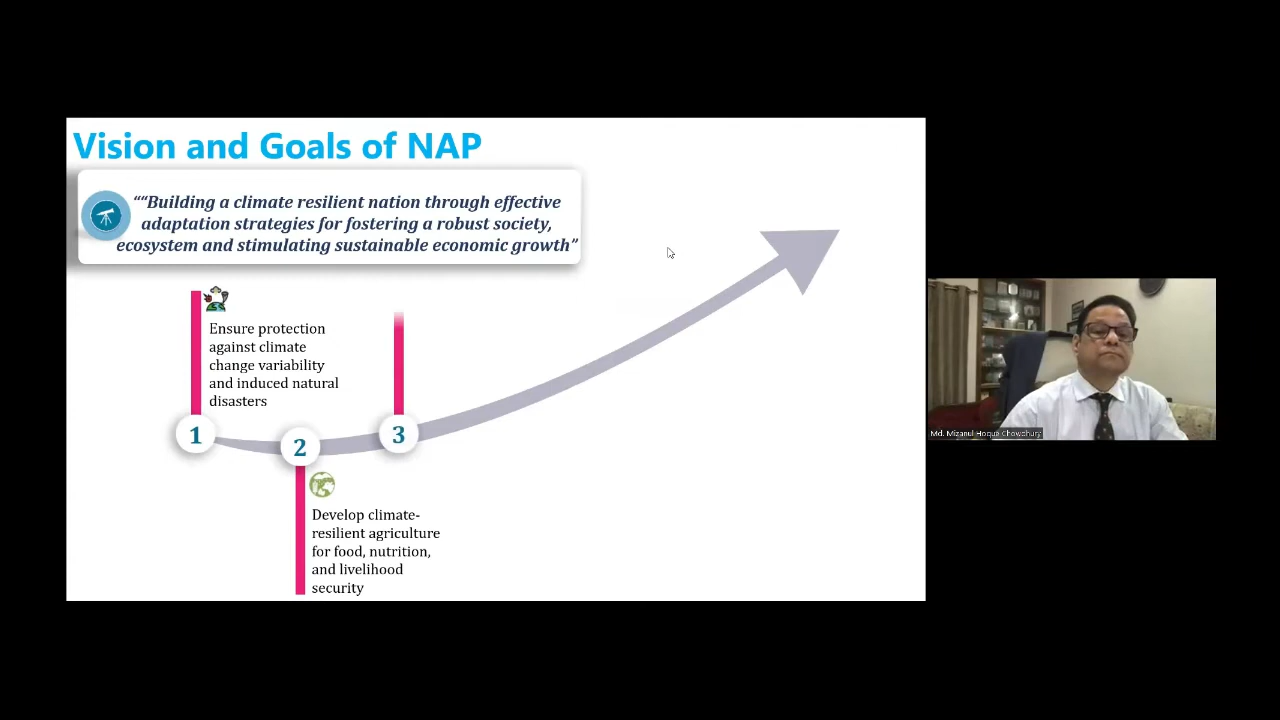 Vision and Goals of NAP
““Building a climate resilient nation through effective
adaptation strategies for fostering a robust society,
ecosystem and stimulating sustainable economic growth”
Ensure protection
against climate
change variability
and induced natural
disasters
1
2
3
Develop climate-
resilient agriculture
for food, nutrition,
and livelihood
security
Md. Mizanul Hoque Chowdhury